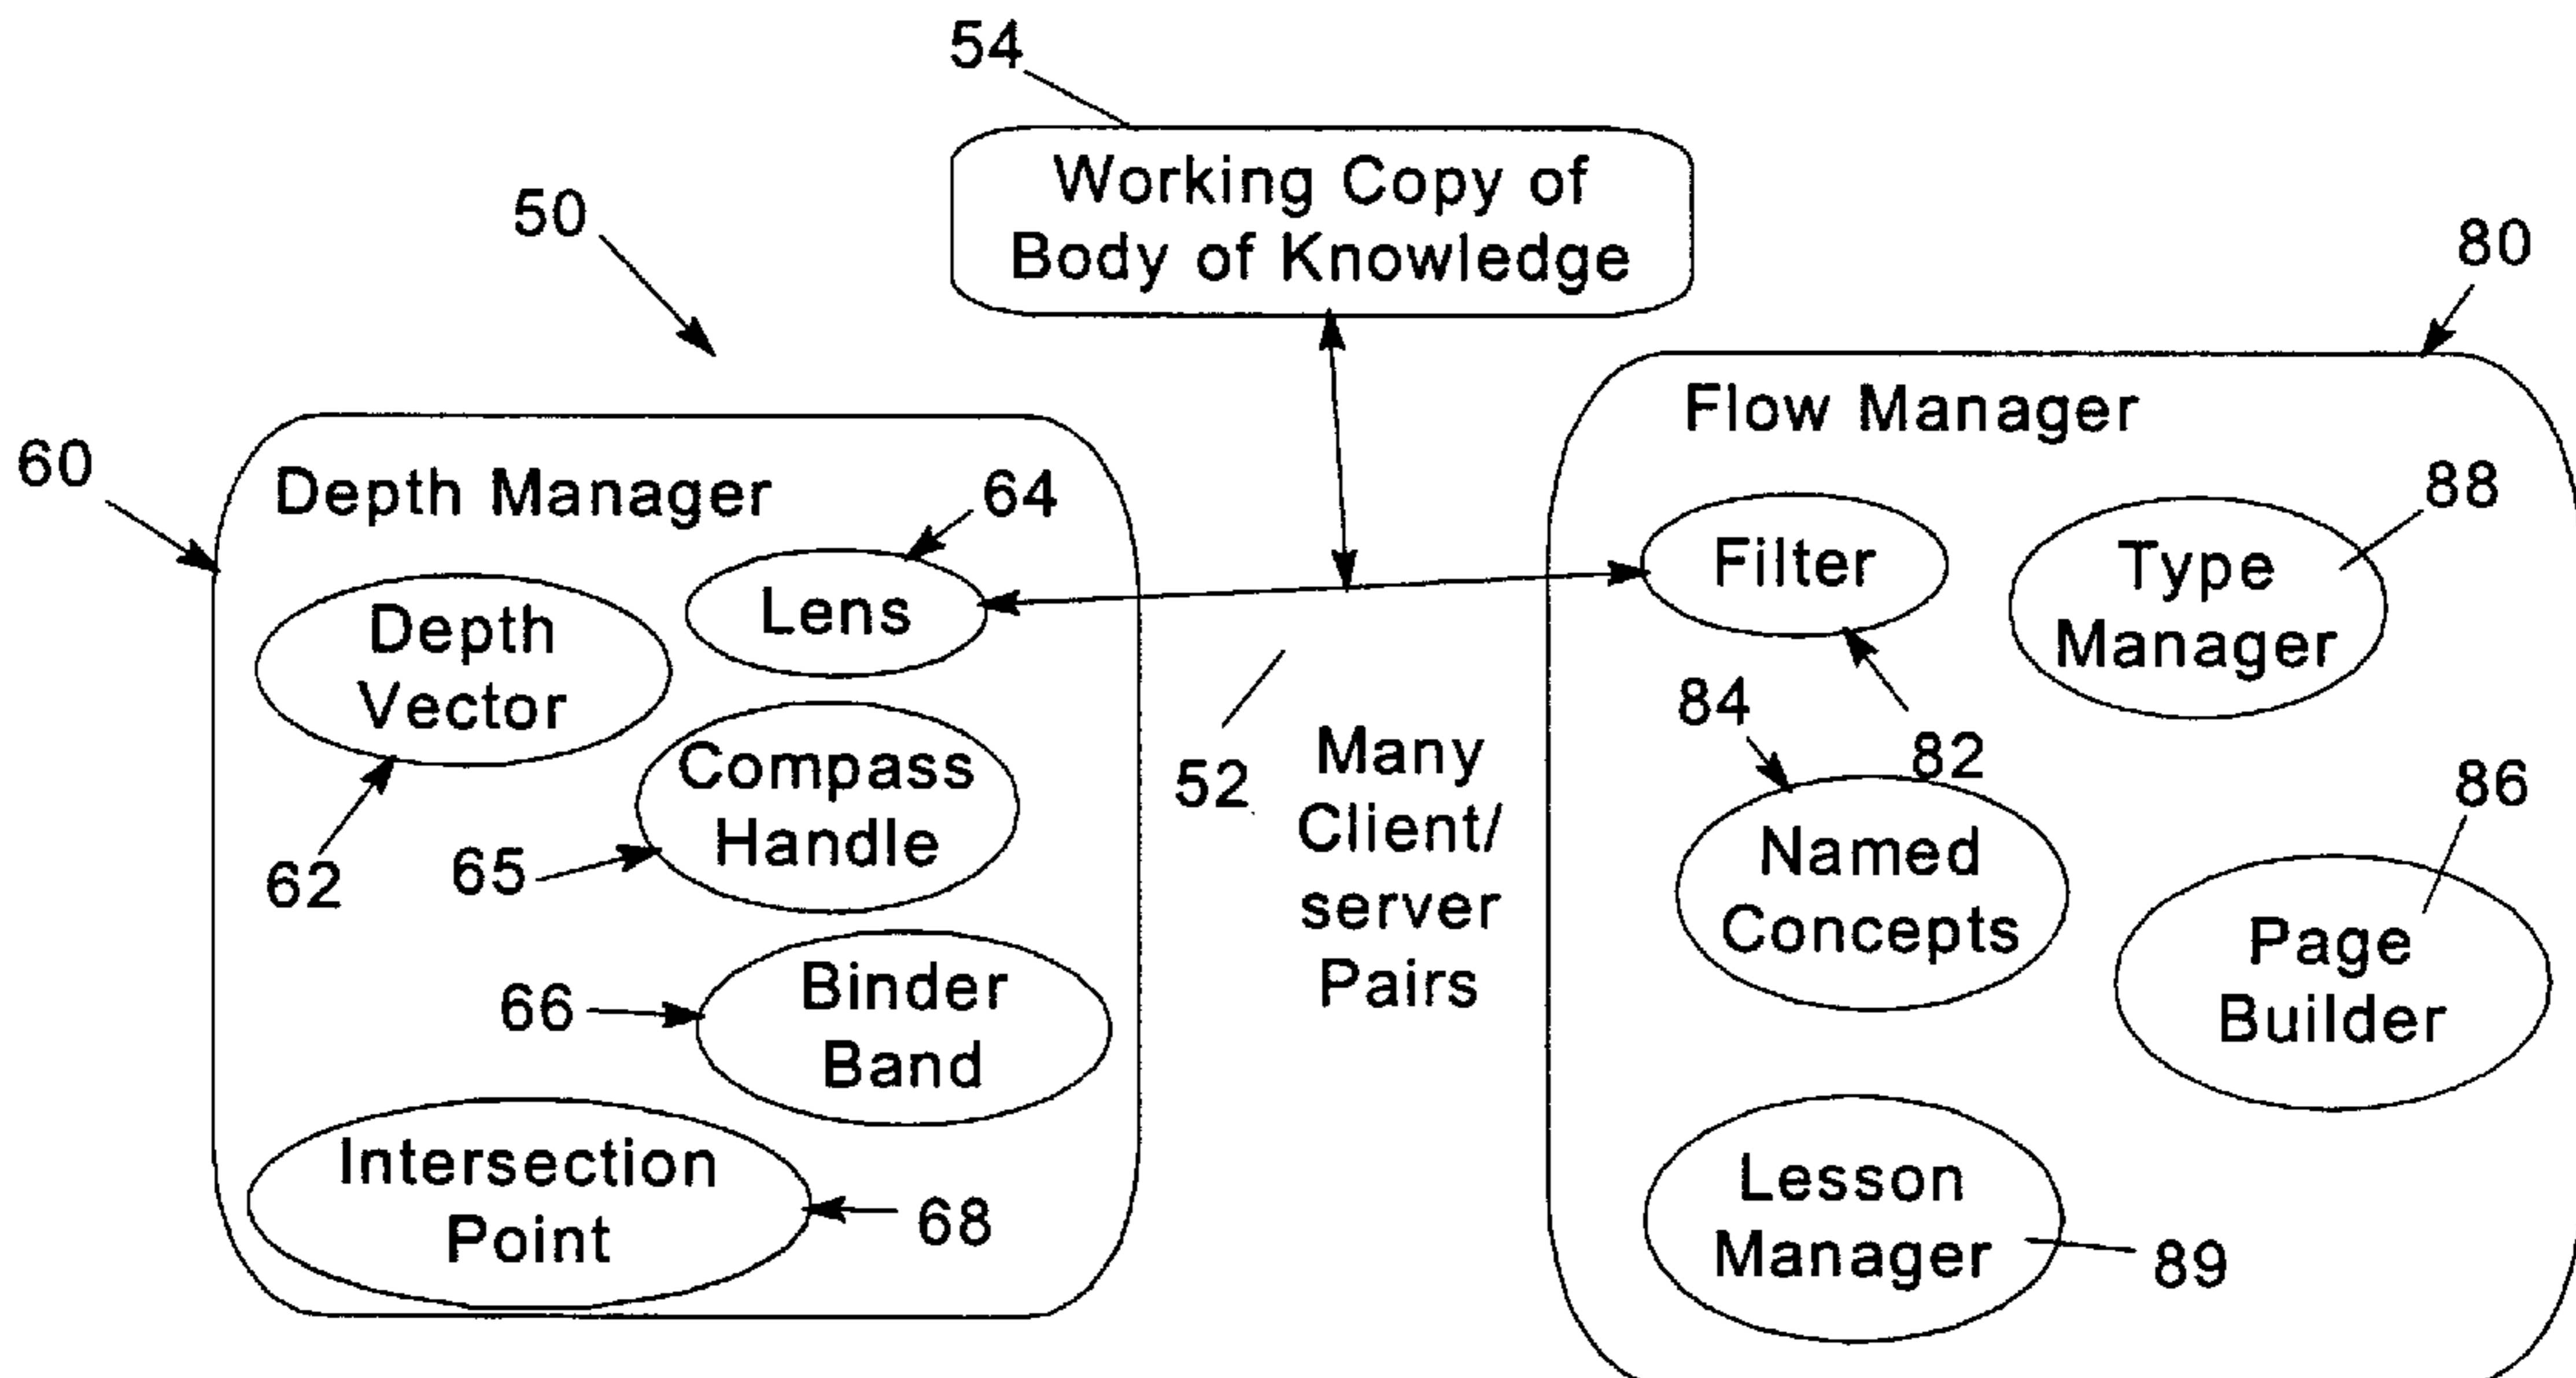 54
Working Copy of
Body of Knowledge
50
80
Flow Manager
60
Depth Manager
64
88
Lens
Filter
Type
Manager
Depth
Vector
84
82
52
Many
Client/
server
Pairs
Compass
Handle
62
65
Named
Concepts
86
Page
Builder
66
Binder
Band
Intersection
Point
68
Lesson
Manager
89